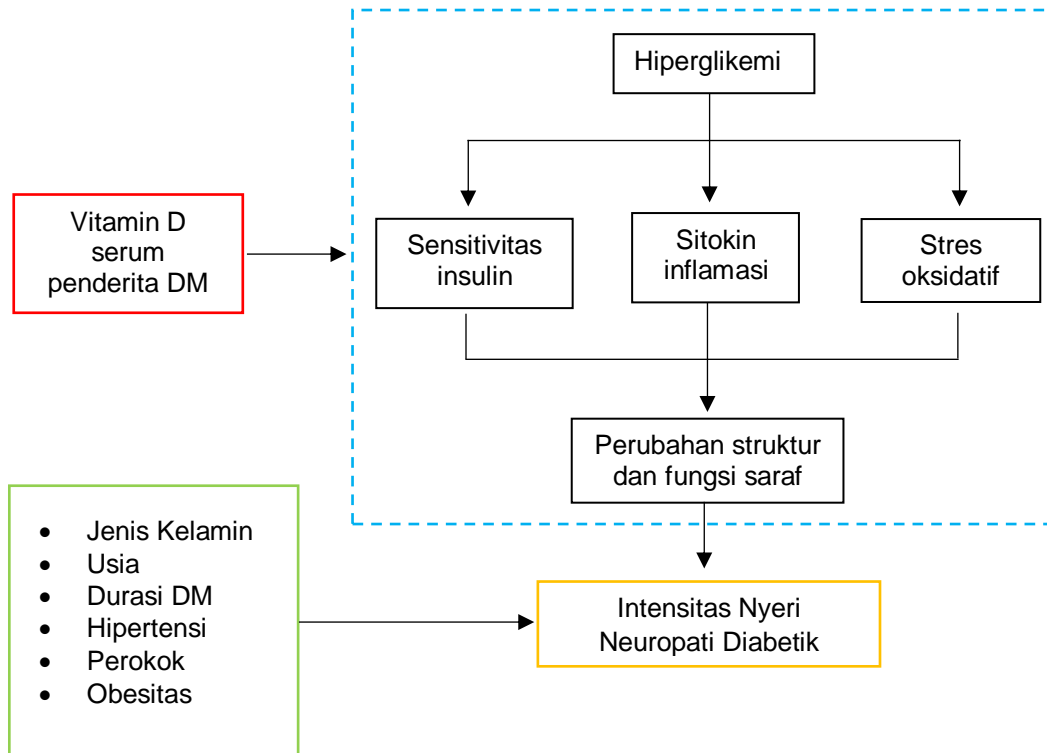 Hiperglikemi
Vitamin D
serum
penderita DM
Sensitivitas
insulin
Sitokin
inflamasi
Stres
oksidatif
Perubahan struktur
dan fungsi saraf
• Jenis Kelamin
• Usia
• Durasi DM
• Hipertensi
• Perokok
• Obesitas
Intensitas Nyeri
Neuropati Diabetik